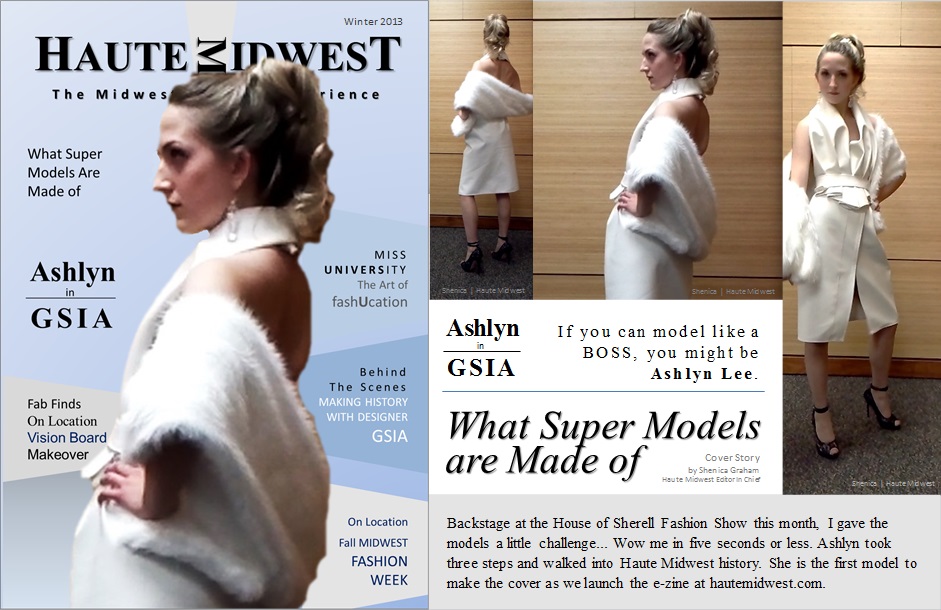 Winter 2013
HAUTE MIDWEST
The Midwes rience
What Super
Models Are
Made of
Ashlyn
in
GSIA
MISS
UNIVERSITY
The Art of
fashUcation
Behind
The Scenes
MAKING HISTORY
WITH DESIGNER
GSIA
Fab Finds
On Location
Vision Board
Makeover
On Location
Fall MIDWEST
FASHION
WEEK
Shenica | Haute Midwest
Shenica | Haute Midwest
Shenica | Haute Midwest
Ashlyn
in
GSIA
If you can model like a
BOSS, you might be
Ashlyn Lee.
What Super Models
are Made of
Cover Story
by Shenica Graham
Haute Midwest Editor In Chief
Backstage at the House of Sherell Fashion Show this month, I gave the
models a little challenge... Wow me in five seconds or less. Ashlyn took
three steps and walked into Haute Midwest history. She is the first model to
make the cover as we launch the e-zine at hautemidwest.com.